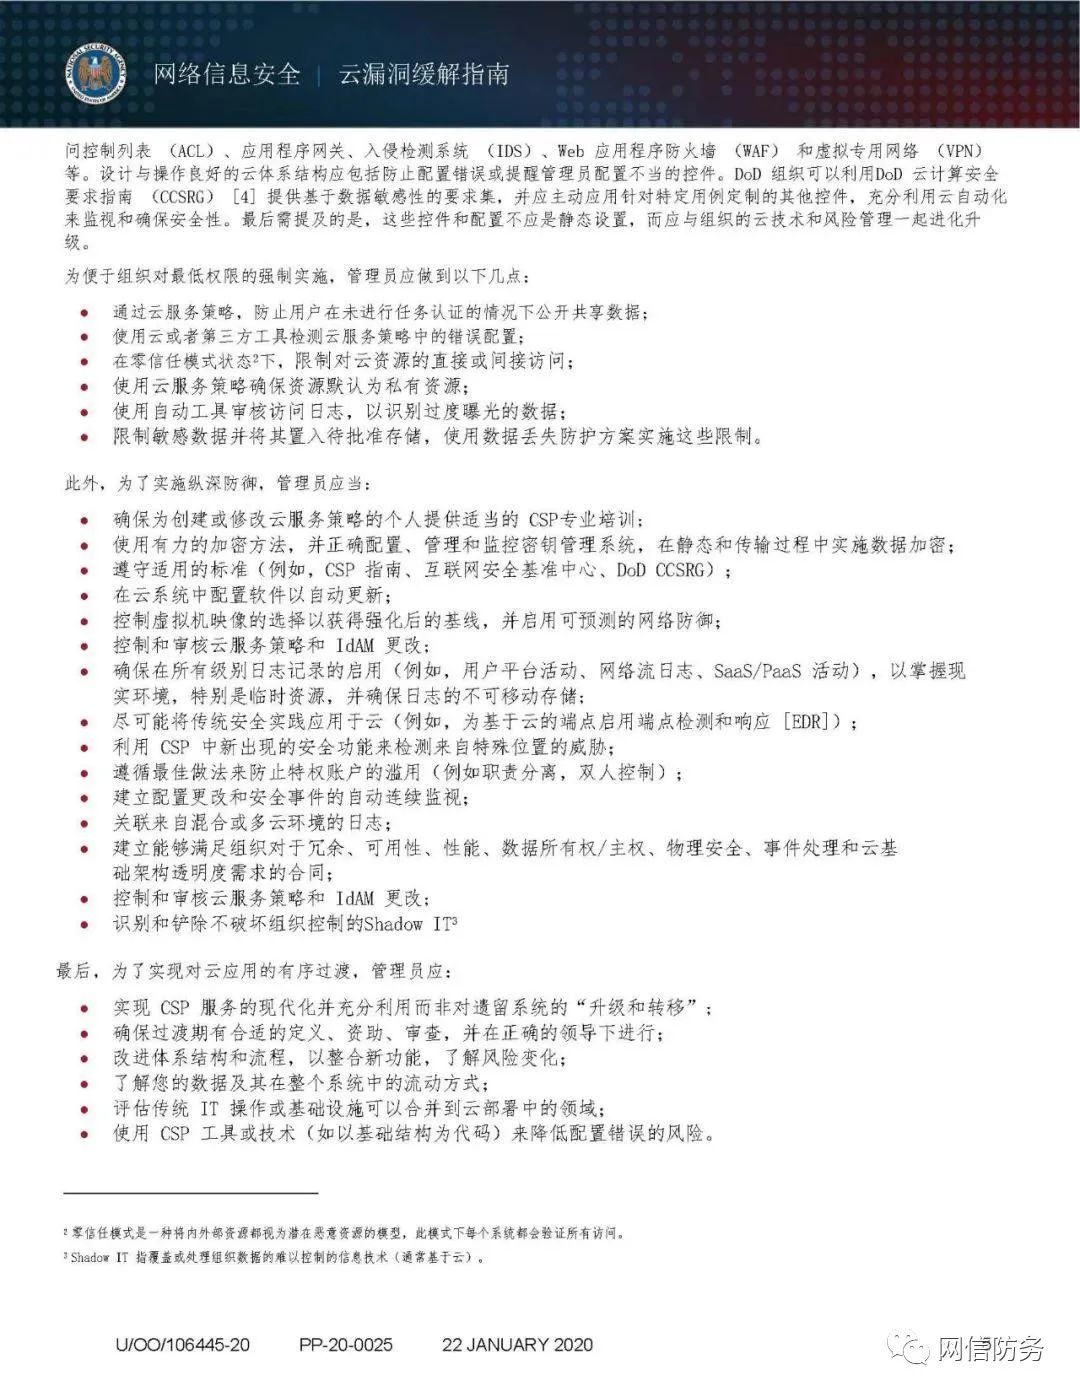 网络信息安全 | 云漏洞缓解指南
问控制列表 （ACL）、应用程序网关、入侵检测系统 （IDS）、Web 应用程序防火墙 （WAF） 和虚拟专用网络 （VPN）
等。设计与操作良好的云体系结构应包括防止配置错误或提醒管理员配置不当的控件。DoD 组织可以利用DoD 云计算安全
要求指南 （CCSRG） [4] 提供基于数据敏感性的要求集，并应主动应用针对特定用例定制的其他控件，充分利用云自动化
来监视和确保安全性。最后需提及的是，这些控件和配置不应是静态设置，而应与组织的云技术和风险管理一起进化升
级。
为便于组织对最低权限的强制实施，管理员应做到以下几点：
● 通过云服务策略，防止用户在未进行任务认证的情况下公开共享数据；
● 使用云或者第三方工具检测云服务策略中的错误配置；
● 在零信任模式状态²下，限制对云资源的直接或间接访问；
● 使用云服务策略确保资源默认为私有资源；
● 使用自动工具审核访问日志，以识别过度曝光的数据；
● 限制敏感数据并将其置入待批准存储，使用数据丢失防护方案实施这些限制。
此外，为了实施纵深防御，管理员应当：
● 确保为创建或修改云服务策略的个人提供适当的 CSP专业培训；
● 使用有力的加密方法，并正确配置、管理和监控密钥管理系统，在静态和传输过程中实施数据加密；
● 遵守适用的标准（例如，CSP 指南、互联网安全基准中心、DoD CCSRG）；
● 在云系统中配置软件以自动更新；
● 控制虚拟机映像的选择以获得强化后的基线，并启用可预测的网络防御；
● 控制和审核云服务策略和 IdAM 更改；
● 确保在所有级别日志记录的启用（例如，用户平台活动、网络流日志、SaaS/PaaS 活动），以掌握现
实环境，特别是临时资源，并确保日志的不可移动存储；
● 尽可能将传统安全实践应用于云（例如，为基于云的端点启用端点检测和响应 [EDR]）；
● 利用 CSP 中新出现的安全功能来检测来自特殊位置的威胁；
● 遵循最佳做法来防止特权账户的滥用（例如职责分离，双人控制）；
● 建立配置更改和安全事件的自动连续监视；
● 关联来自混合或多云环境的日志；
● 建立能够满足组织对于冗余、可用性、性能、数据所有权/主权、物理安全、事件处理和云基
础架构透明度需求的合同；
● 控制和审核云服务策略和 IdAM 更改；
● 识别和铲除不破坏组织控制的Shadow IT³
最后，为了实现对云应用的有序过渡，管理员应：
● 实现 CSP 服务的现代化并充分利用而非对遗留系统的“升级和转移”；
● 确保过渡期有合适的定义、资助、审查，并在正确的领导下进行；
● 改进体系结构和流程，以整合新功能，了解风险变化；
● 了解您的数据及其在整个系统中的流动方式；
● 评估传统 IT 操作或基础设施可以合并到云部署中的领域；
● 使用 CSP 工具或技术（如以基础结构为代码）来降低配置错误的风险。
² 零信任模式是一种将内外部资源都视为潜在恶意资源的模型，此模式下每个系统都会验证所有访问。
³ Shadow IT 指覆盖或处理组织数据的难以控制的信息技术（通常基于云）。
U/OO/106445-20 PP-20-0025 22 JANUARY 2020 5
网信防务